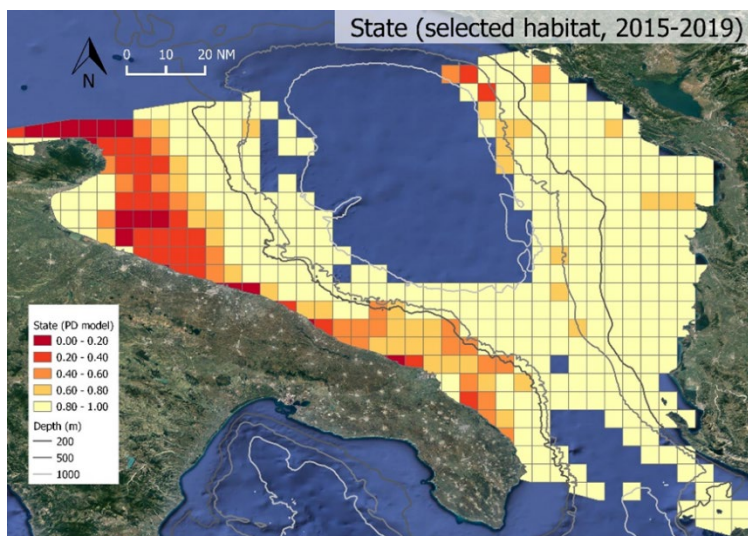 State (selected habitat, 2015-2019)
0 10 20 NM
N
State (PD model)
0.00 - 0.20
0.20 - 0.40
0.40 - 0.60
0.60 - 0.80
0.80 - 1.00
Depth (m)
200
500
1000